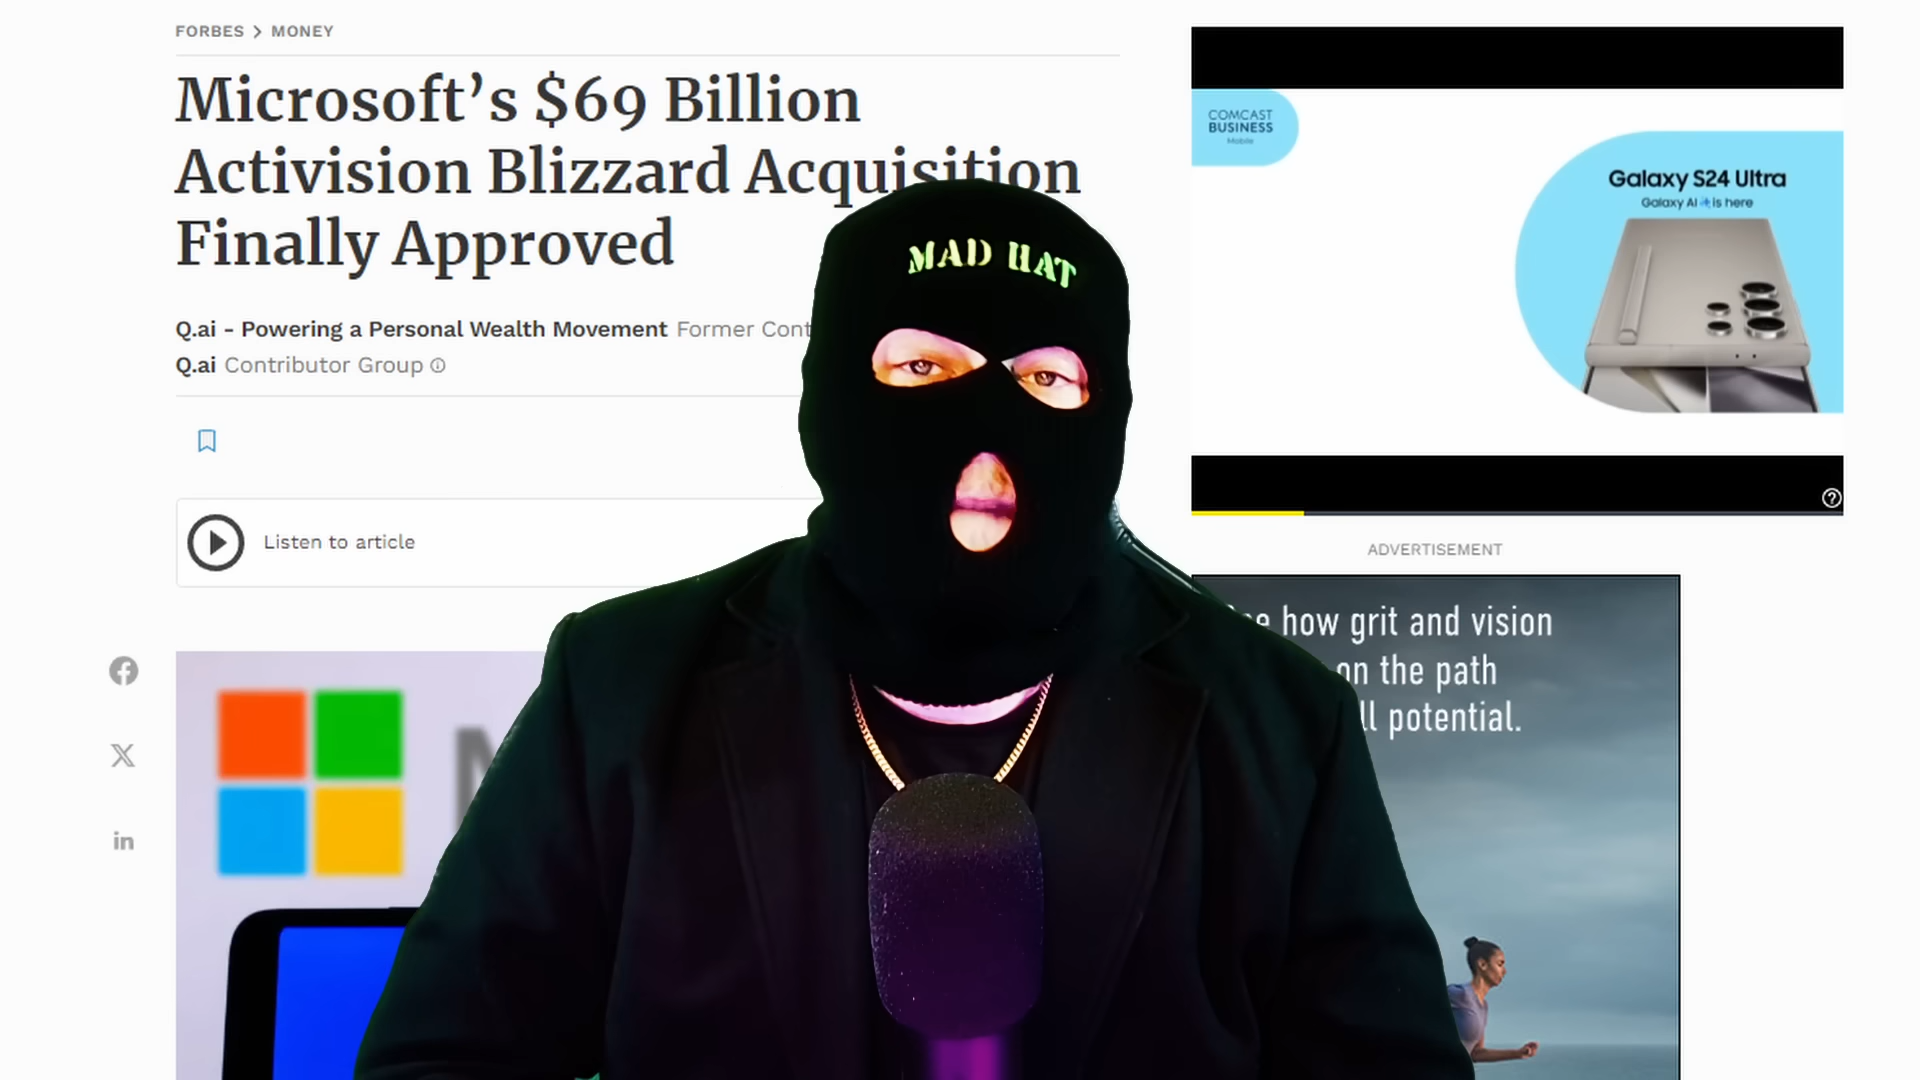 FORBES > MONEY
Microsoft's $69 Billion
Activision Blizzard Acquisition
Finally Approved
Q.ai - Powering a Personal Wealth Movement Former Cont
Q.ai Contributor Group
Listen to article
MAD HAT
COMCAST
BUSINESS
Mobile
Galaxy S24 Ultra
Galaxy AI is here
ADVERTISEMENT
how grit and vision
on the path
potential.